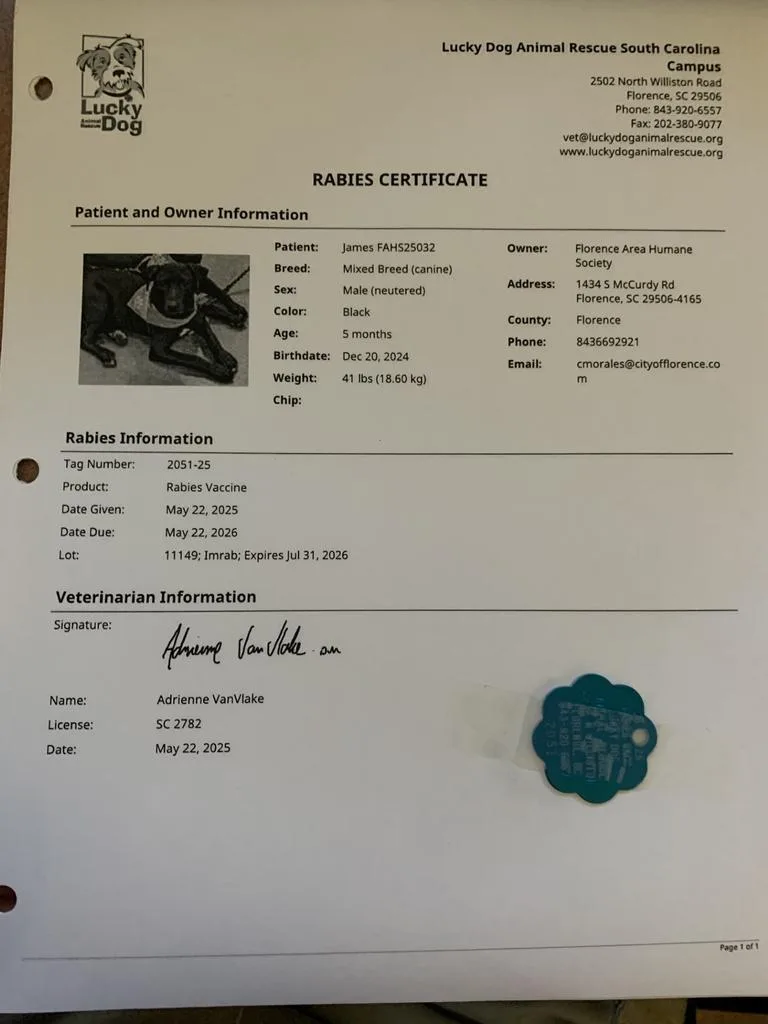 Lucky
Animal
Rescue
Dog
Lucky Dog Animal Rescue South Carolina
Campus
2502 North Williston Road
Florence, SC 29506
Phone: 843-920-6557
Fax: 202-380-9077
vet@luckydoganimalrescue.org
www.luckydoganimalrescue.org
RABIES CERTIFICATE
Patient and Owner Information
Patient: James FAHS25032
Breed: Mixed Breed (canine)
Sex: Male (neutered)
Color: Black
Age: 5 months
Birthdate: Dec 20, 2024
Weight: 41 lbs (18.60 kg)
Chip:
Owner: Florence Area Humane
Society
Address: 1434 S McCurdy Rd
Florence, SC 29506-4165
County: Florence
Phone: 8436692921
Email: cmorales@cityofflorence.co
m
Rabies Information
Tag Number: 2051-25
Product: Rabies Vaccine
Date Given: May 22, 2025
Date Due: May 22, 2026
Lot: 11149; Imrab; Expires Jul 31, 2026
Veterinarian Information
Signature: Adrienne VanVlake
Name: Adrienne VanVlake
License: SC 2782
Date: May 22, 2025
Page 1 of 1